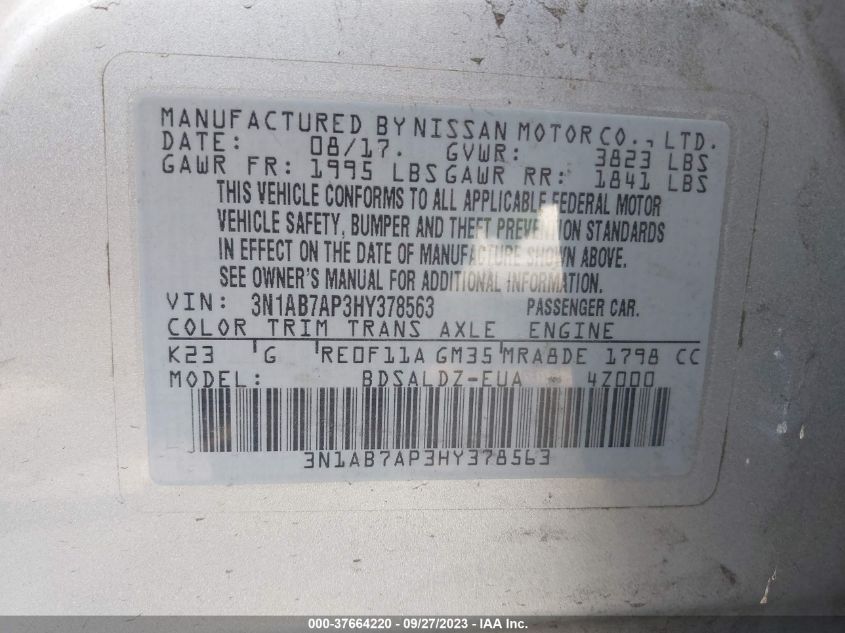 MANUFACTURED BY NISSAN MOTOR CO., LTD.
DATE: 08/17. GVWR: 3823 LBS
GAWR FR: 1995 LBS GAWR RR: 1841 LBS
THIS VEHICLE CONFORMS TO ALL APPLICABLE FEDERAL MOTOR
VEHICLE SAFETY, BUMPER AND THEFT PREVENTION STANDARDS
IN EFFECT ON THE DATE OF MANUFACTURE SHOWN ABOVE.
SEE OWNER'S MANUAL FOR ADDITIONAL INFORMATION.
VIN: 3N1AB7AP3HY378563 PASSENGER CAR.
COLOR TRIM TRANS AXLE ENGINE
K23 G RE0F11A GM35 MRA8DE 1798 CC
MODEL: BDSALDZ-EUA 4Z000
3N1AB7AP3HY378563
000-37664220 - 09/27/2023 - IAA Inc.